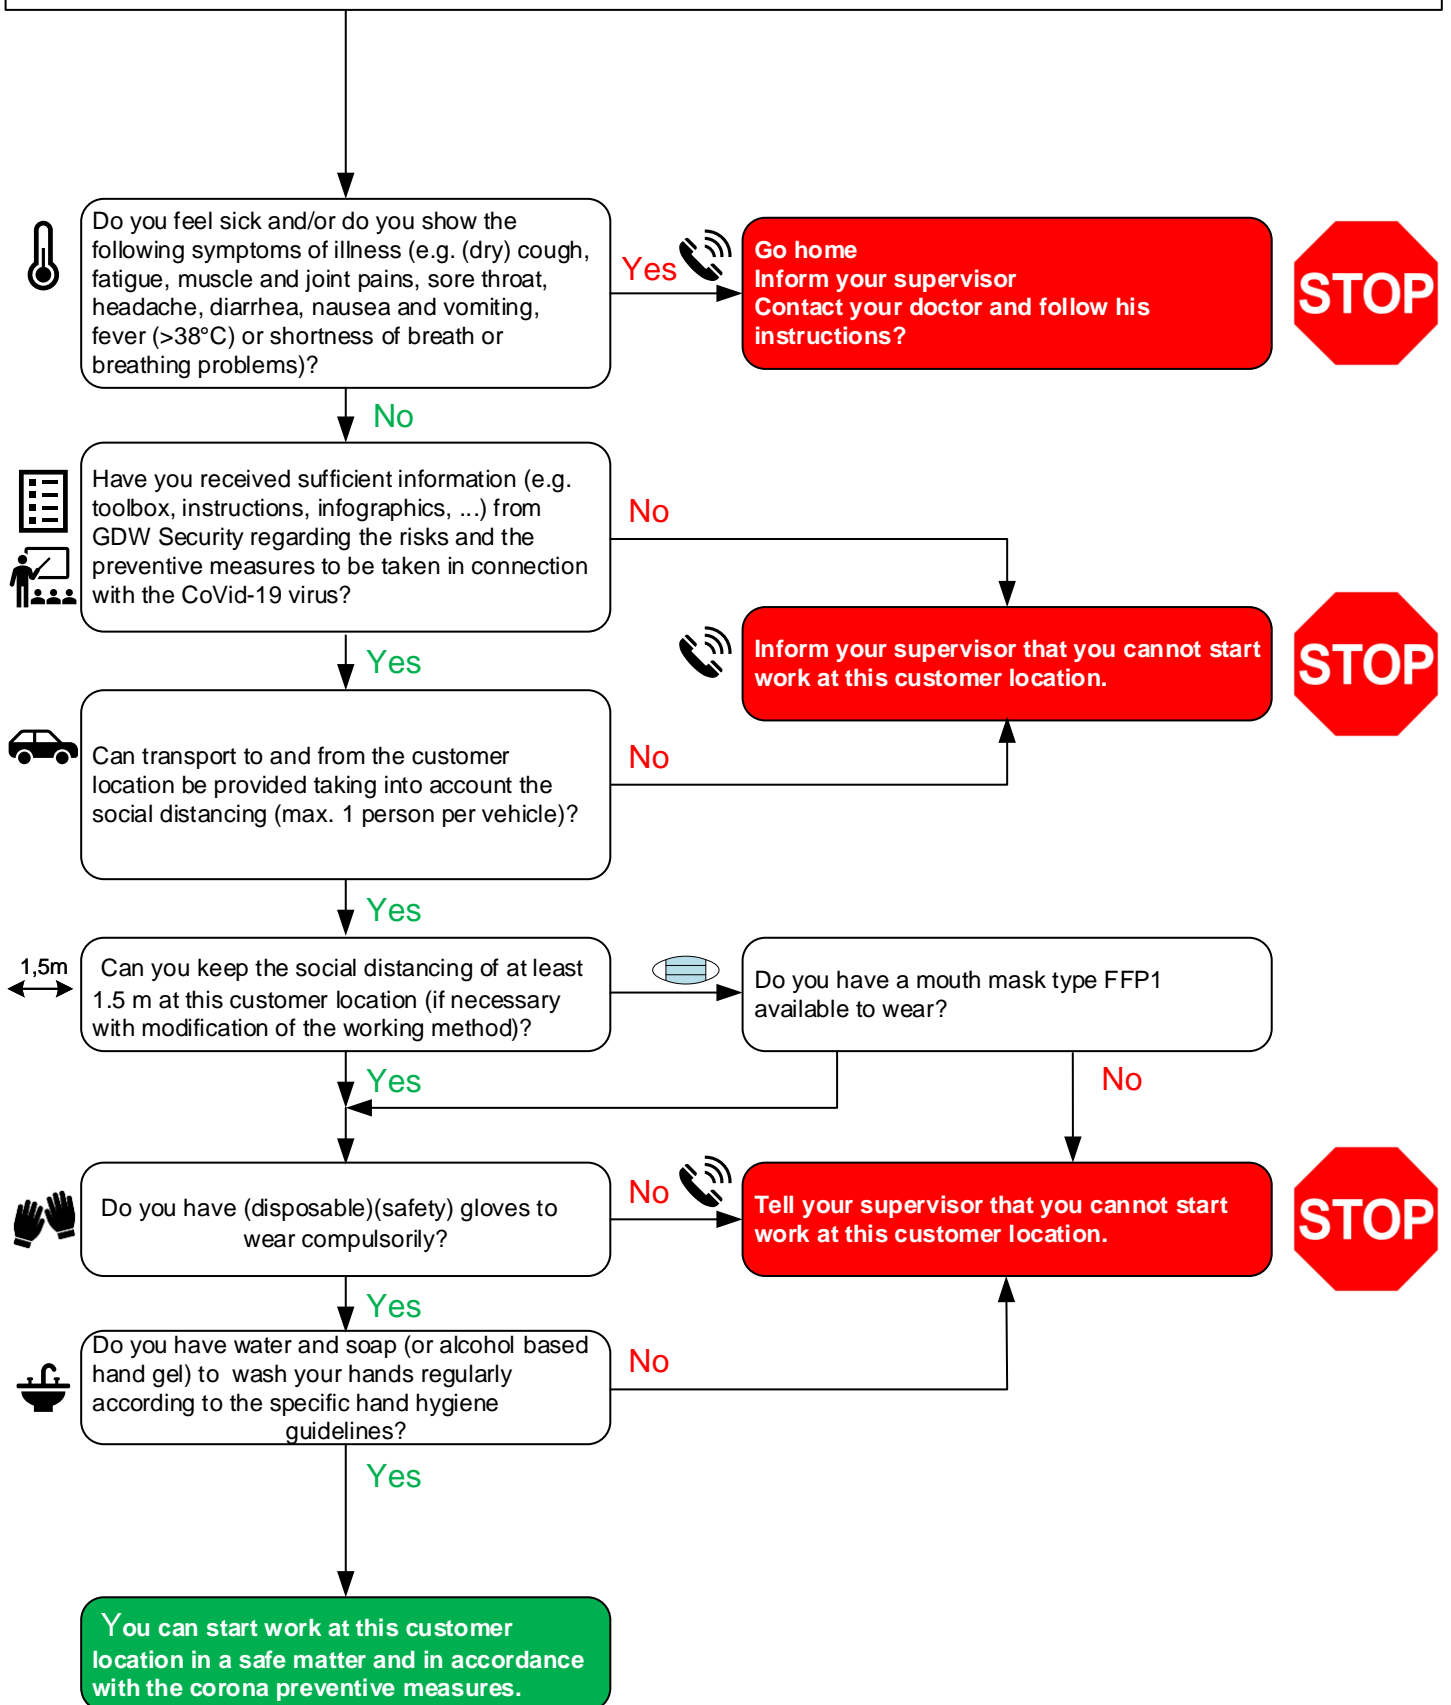 Do you feel sick and/or do you show the
following symptoms of illness (e.g. (dry) cough,
fatigue, muscle and joint pains, sore throat,
headache, diarrhea, nausea and vomiting,
fever (>38°C) or shortness of breath or
breathing problems)?
Yes
Go home
Inform your supervisor
Contact your doctor and follow his
instructions?
STOP
No
Have you received sufficient information (e.g.
toolbox, instructions, infographics, ...) from
GDW Security regarding the risks and the
preventive measures to be taken in connection
with the CoVid-19 virus?
No
Inform your supervisor that you cannot start
work at this customer location.
STOP
Yes
Can transport to and from the customer
location be provided taking into account the
social distancing (max. 1 person per vehicle)?
No
Yes
1,5m
Can you keep the social distancing of at least
1.5 m at this customer location (if necessary
with modification of the working method)?
Do you have a mouth mask type FFP1
available to wear?
Yes
No
Do you have (disposable)(safety) gloves to
wear compulsorily?
No
Tell your supervisor that you cannot start
work at this customer location.
STOP
Yes
Do you have water and soap (or alcohol based
hand gel) to wash your hands regularly
according to the specific hand hygiene
guidelines?
No
Yes
You can start work at this customer
location in a safe matter and in accordance
with the corona preventive measures.